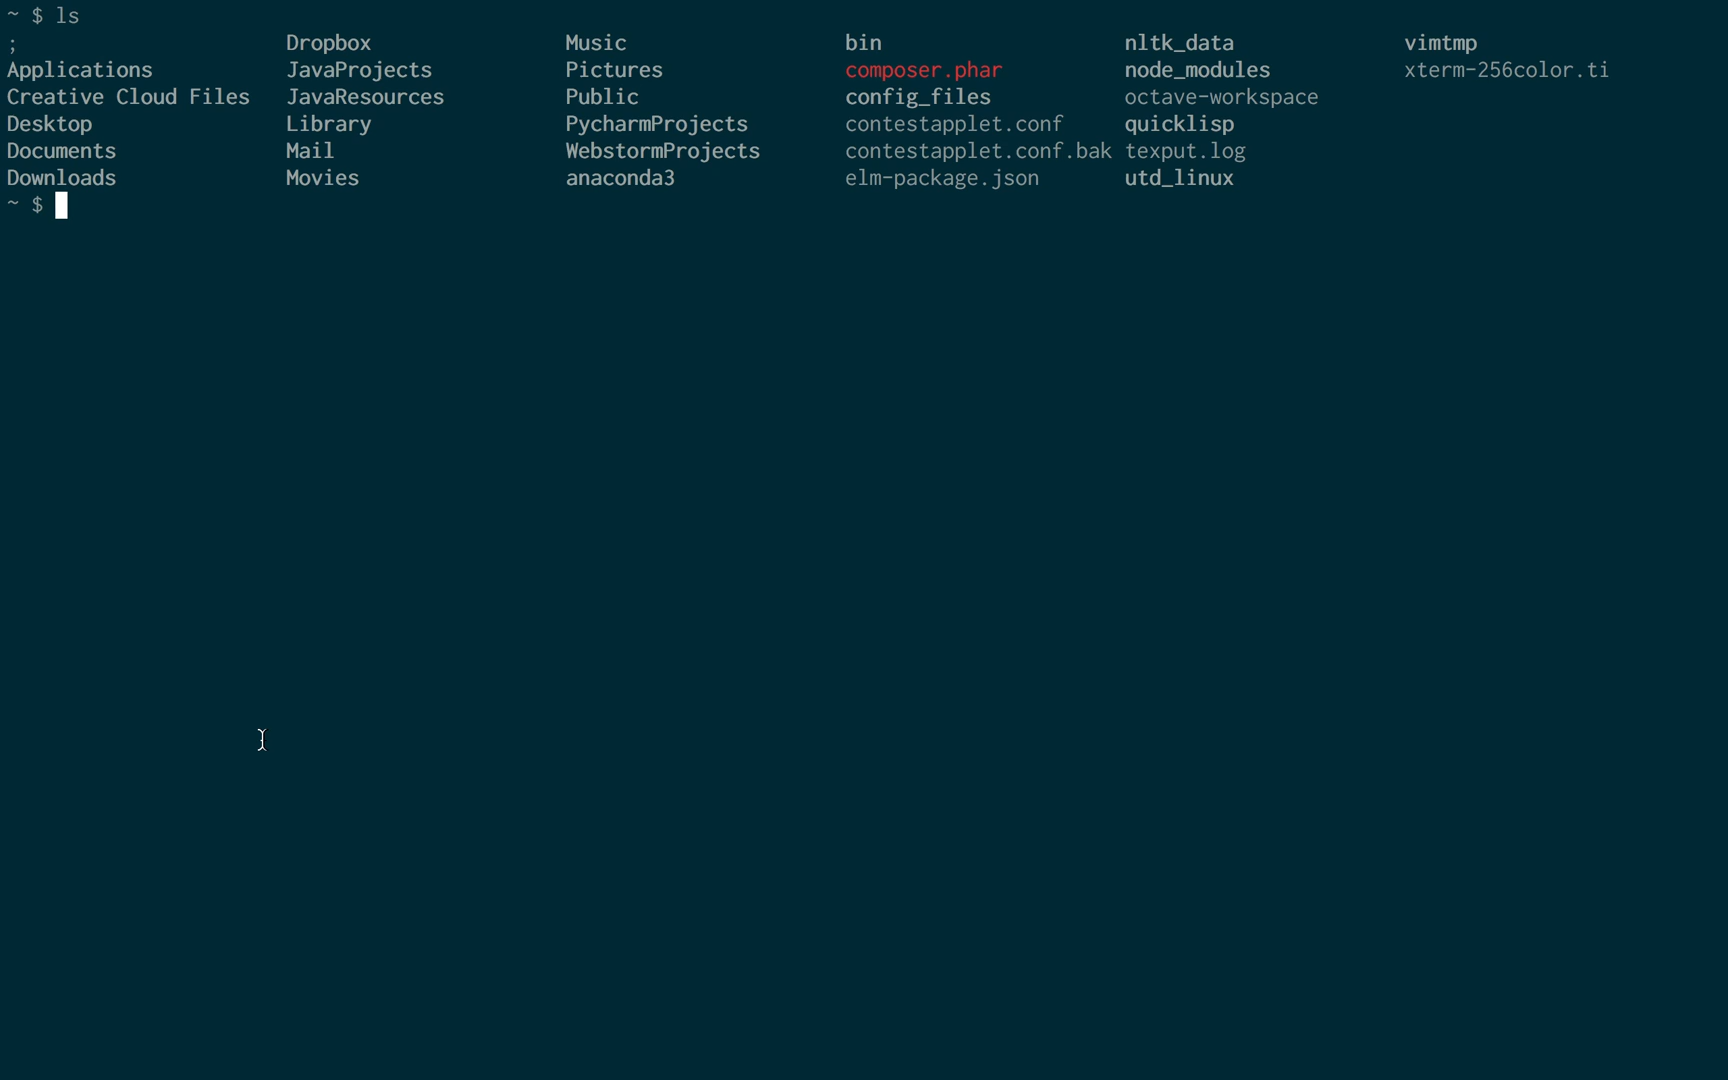 ~ $ ls
; Dropbox Music bin nltk_data vimtmp
Applications JavaProjects Pictures composer.phar node_modules xterm-256color.ti
Creative Cloud Files JavaResources Public config_files octave-workspace
Desktop Library PycharmProjects contestapplet.conf quicklisp
Documents Mail WebstormProjects contestapplet.conf.bak texput.log
Downloads Movies anaconda3 elm-package.json utd_linux
~ $